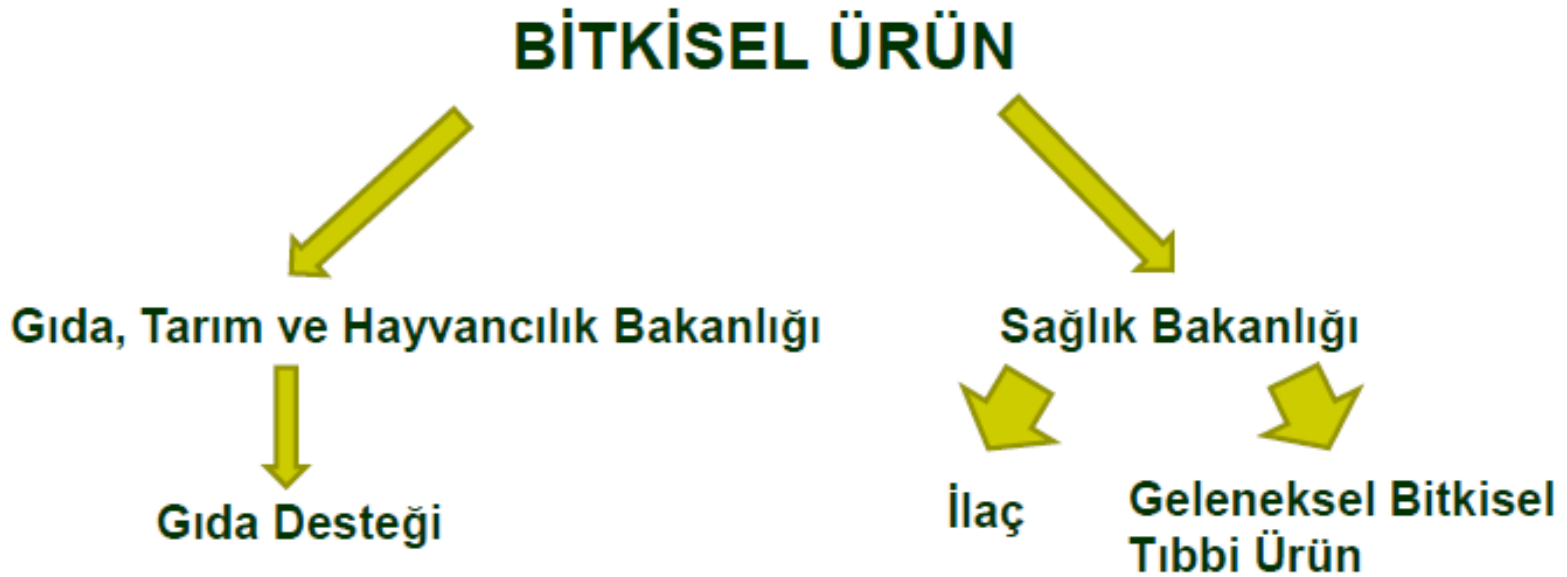 BİTKİSEL ÜRÜN
Gıda, Tarım ve Hayvancılık Bakanlığı
Sağlık Bakanlığı
Gıda Desteği
İlaç
Geleneksel Bitkisel
Tıbbi Ürün